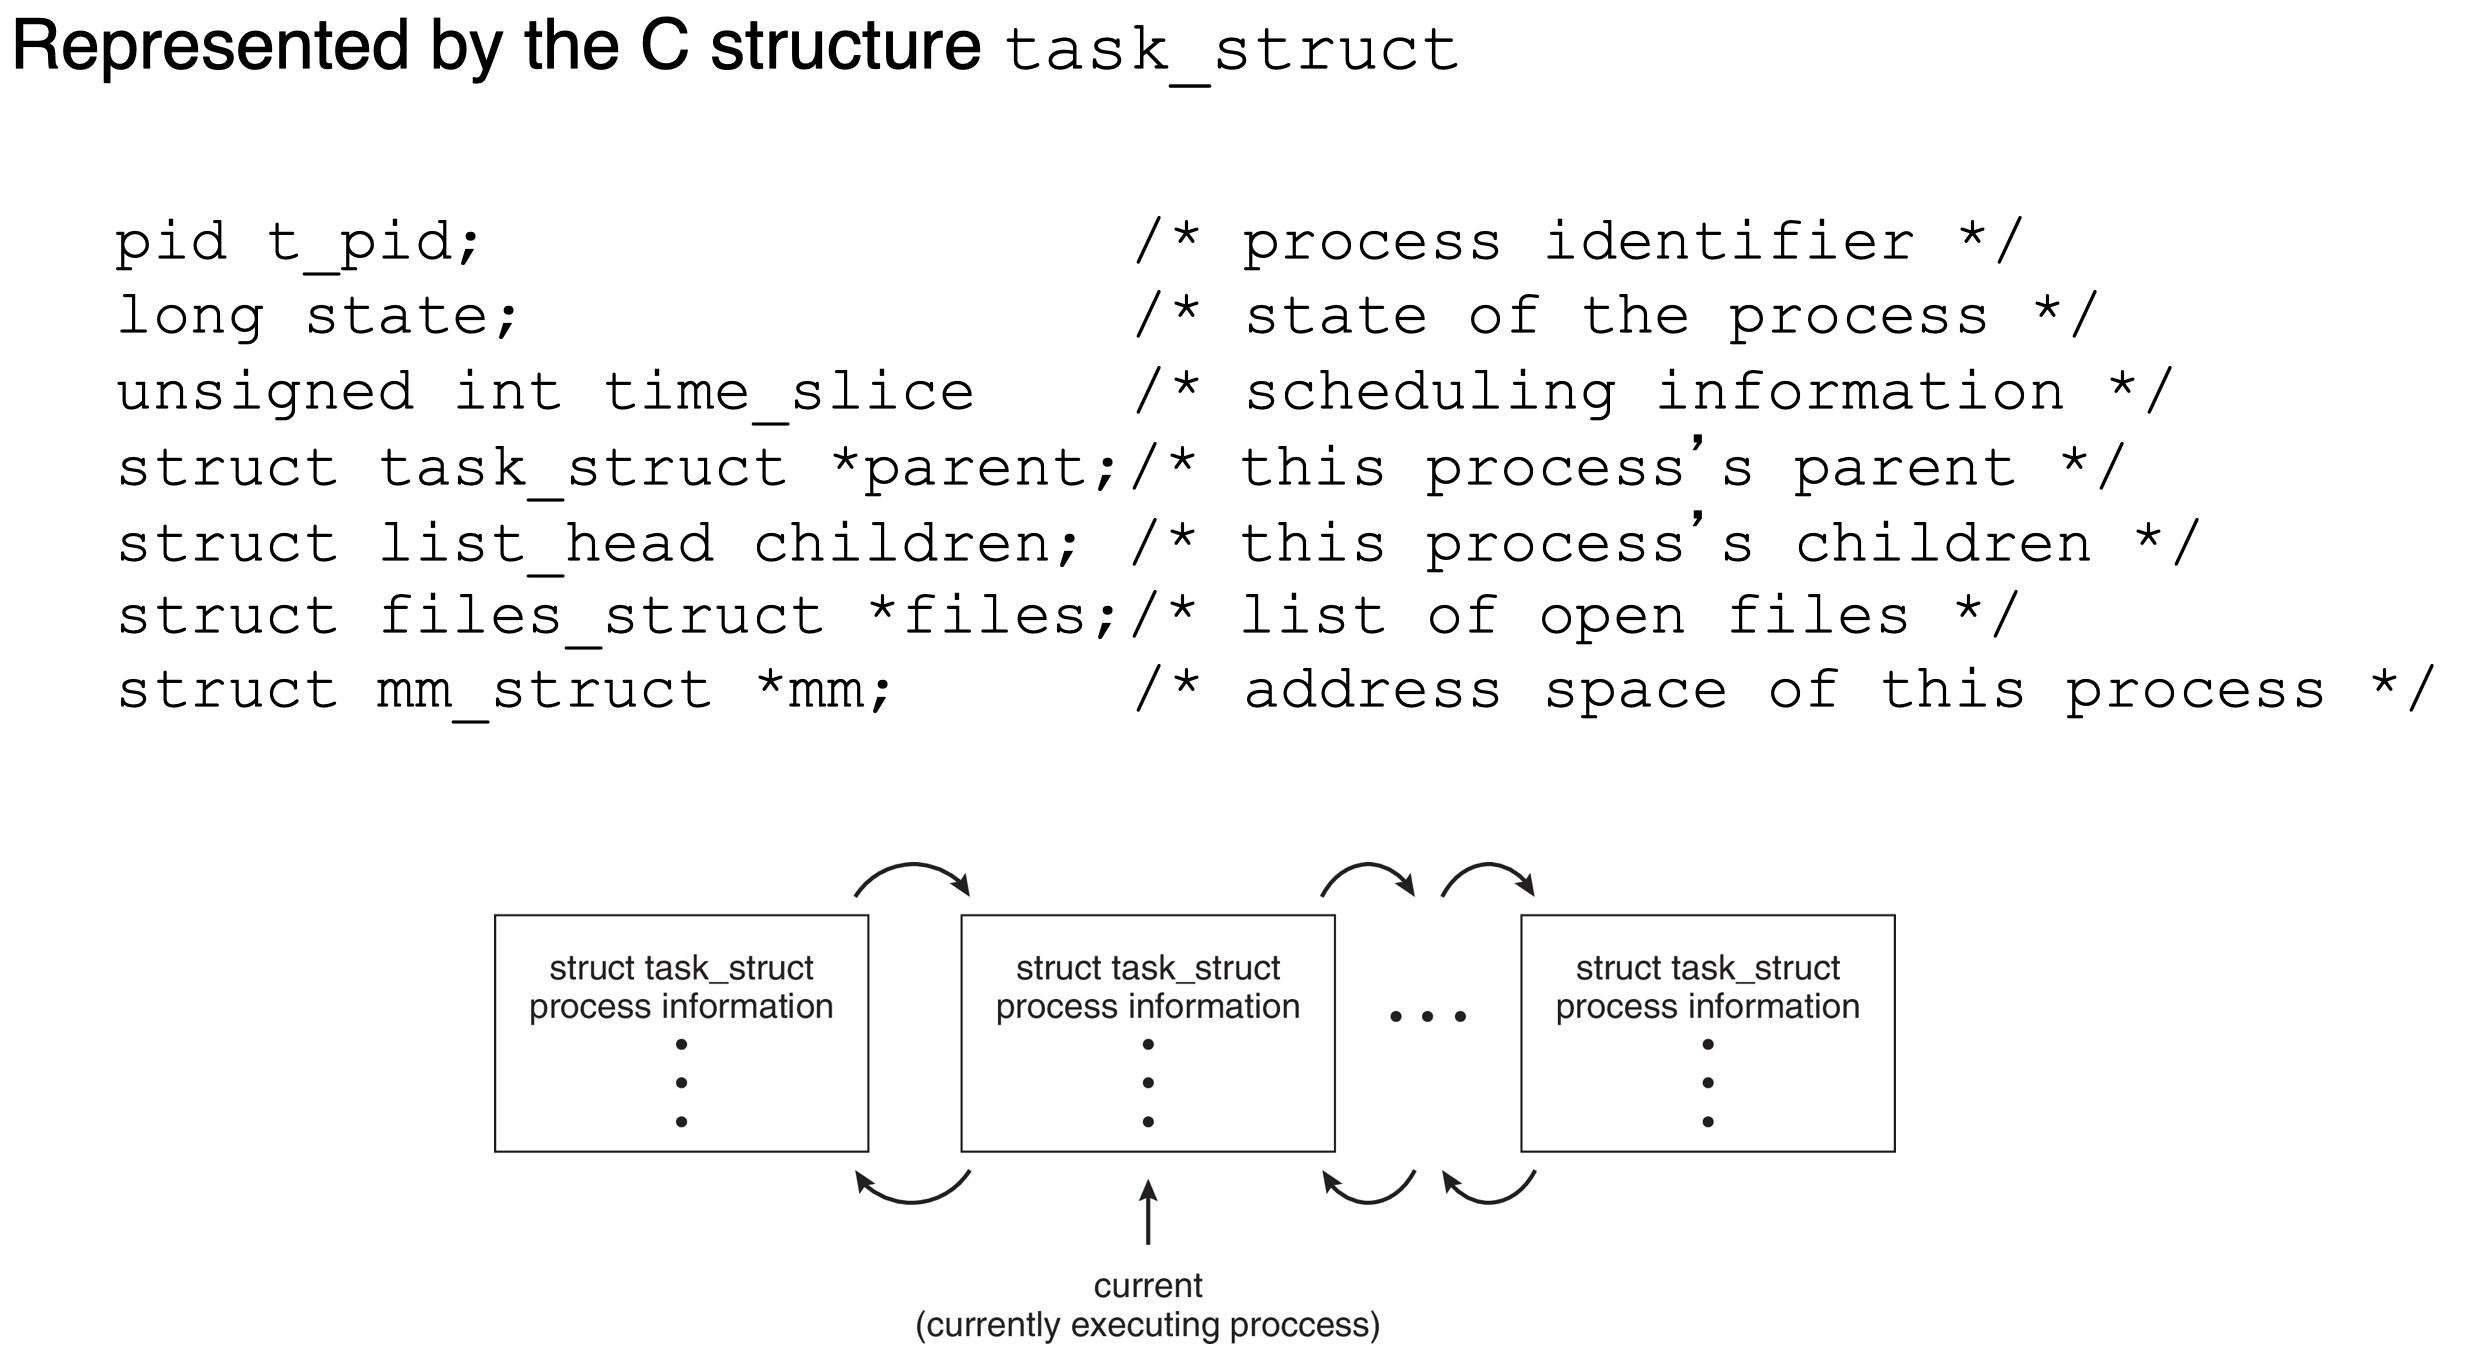 Represented by the C structure task_struct
pid t_pid; /* process identifier */
long state; /* state of the process */
unsigned int time_slice /* scheduling information */
struct task_struct *parent;/* this process’s parent */
struct list_head children; /* this process’s children */
struct files_struct *files;/* list of open files */
struct mm_struct *mm; /* address space of this process */
struct task_struct
process information
struct task_struct
process information
struct task_struct
process information
current
(currently executing proccess)